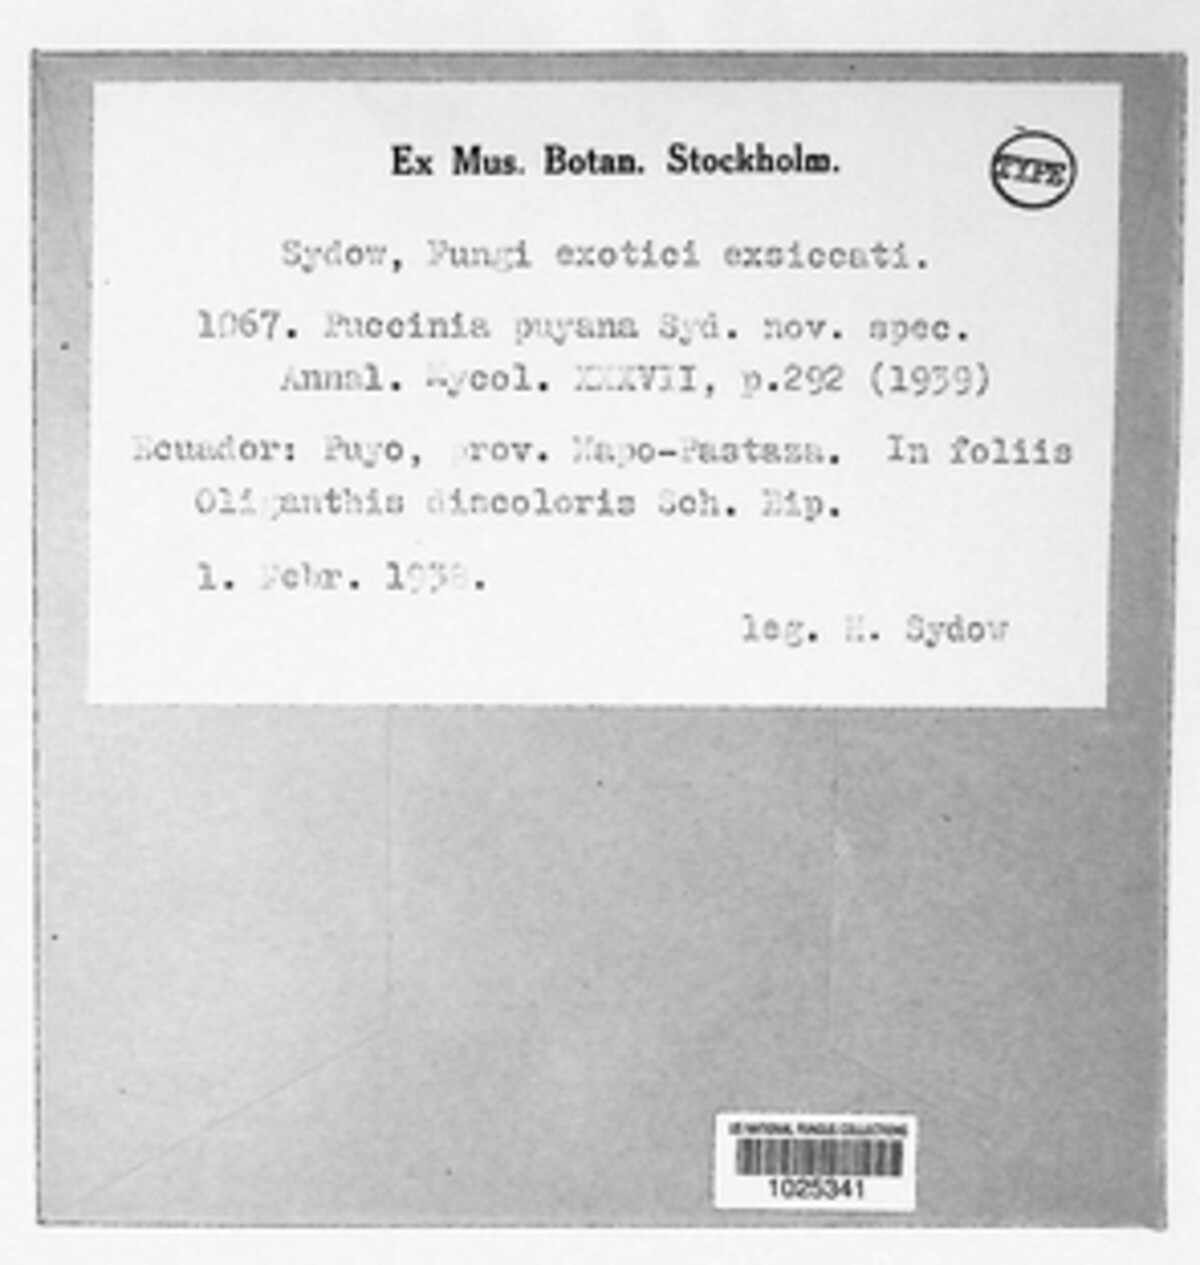 Ex Mus. Botan. Stockholm.
TYPE
Sydow, Fungi exotici exsiccati.
1067. Puccinia puyana Syd. nov. spec.
Annal. Mycol. XXXVII, p.292 (1939)
Ecuador: Puyo, prov. Napo-Pastaza. In foliis
Oliganthis discoloris Sch. Bip.
1. Febr. 1938.
leg. H. Sydow
US NATIONAL FUNGUS COLLECTIONS
1025341